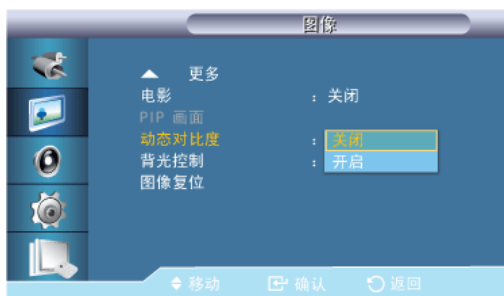 图像
更多
电影 : 关闭
PIP 画面
动态对比度 : 关闭
背光控制 : 开启
图像复位
移动 确认 返回